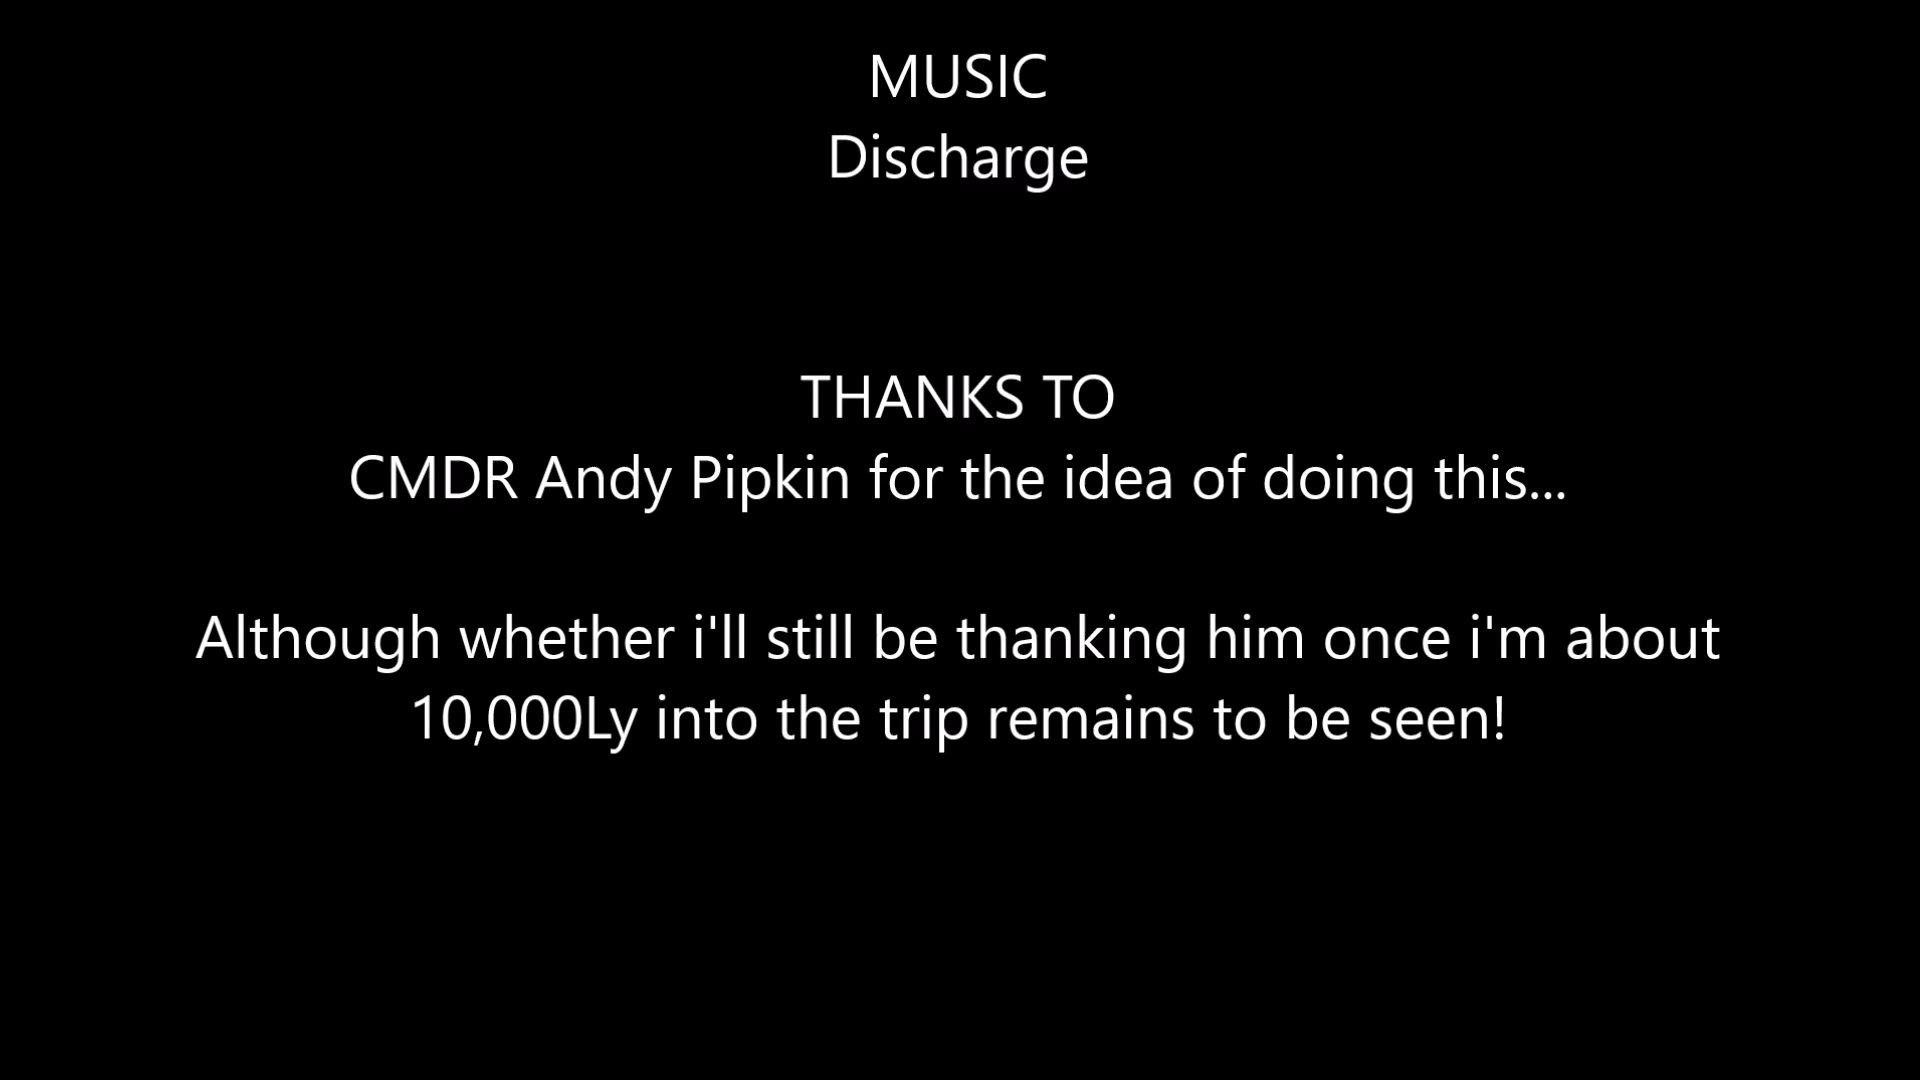 MUSIC
Discharge
THANKS TO
CMDR Andy Pipkin for the idea of doing this...
Although whether i'll still be thanking him once i'm about
10,000Ly into the trip remains to be seen!